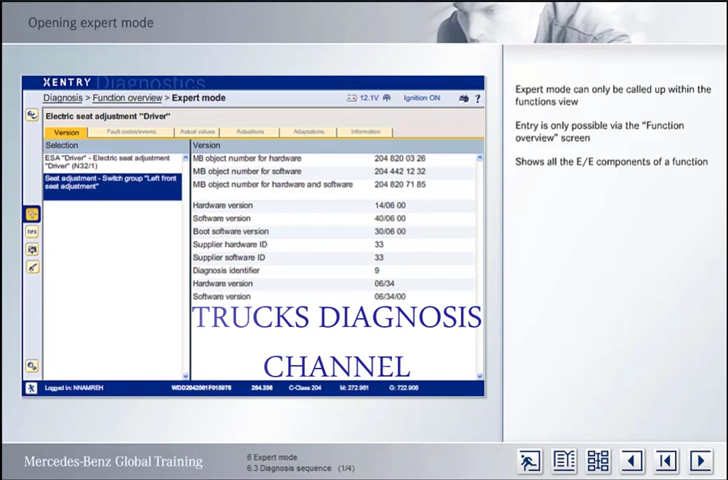 Opening expert mode
XENTRY Diagnostics
Diagnosis > Function overview > Expert mode
12.1V
Ignition ON
?
Electric seat adjustment "Driver"
Version
Fault codes/events
Actual values
Actuations
Adaptations
Information
Selection
Version
ESA "Driver" - Electric seat adjustment
"Driver" (N32/1)
Seat adjustment - Switch group "Left front
seat adjustment"
MB object number for hardware 204 820 03 26
MB object number for software 204 442 12 32
MB object number for hardware and software 204 820 71 85
Hardware version 14/06 00
Software version 40/06 00
Boot software version 30/06 00
Supplier hardware ID 33
Supplier software ID 33
Diagnosis identifier 9
Hardware version 06/34
Software version 06/34/00
TIPS
TRUCKS DIAGNOSIS
CHANNEL
Logged in: NNAMREH
204.256
C-Class 204
M: 272.961
G: 722.906
Expert mode can only be called up within the
functions view
Entry is only possible via the "Function
overview" screen
Shows all the E/E components of a function
Mercedes-Benz Global Training
6 Expert mode
6.3 Diagnosis sequence (1/4)